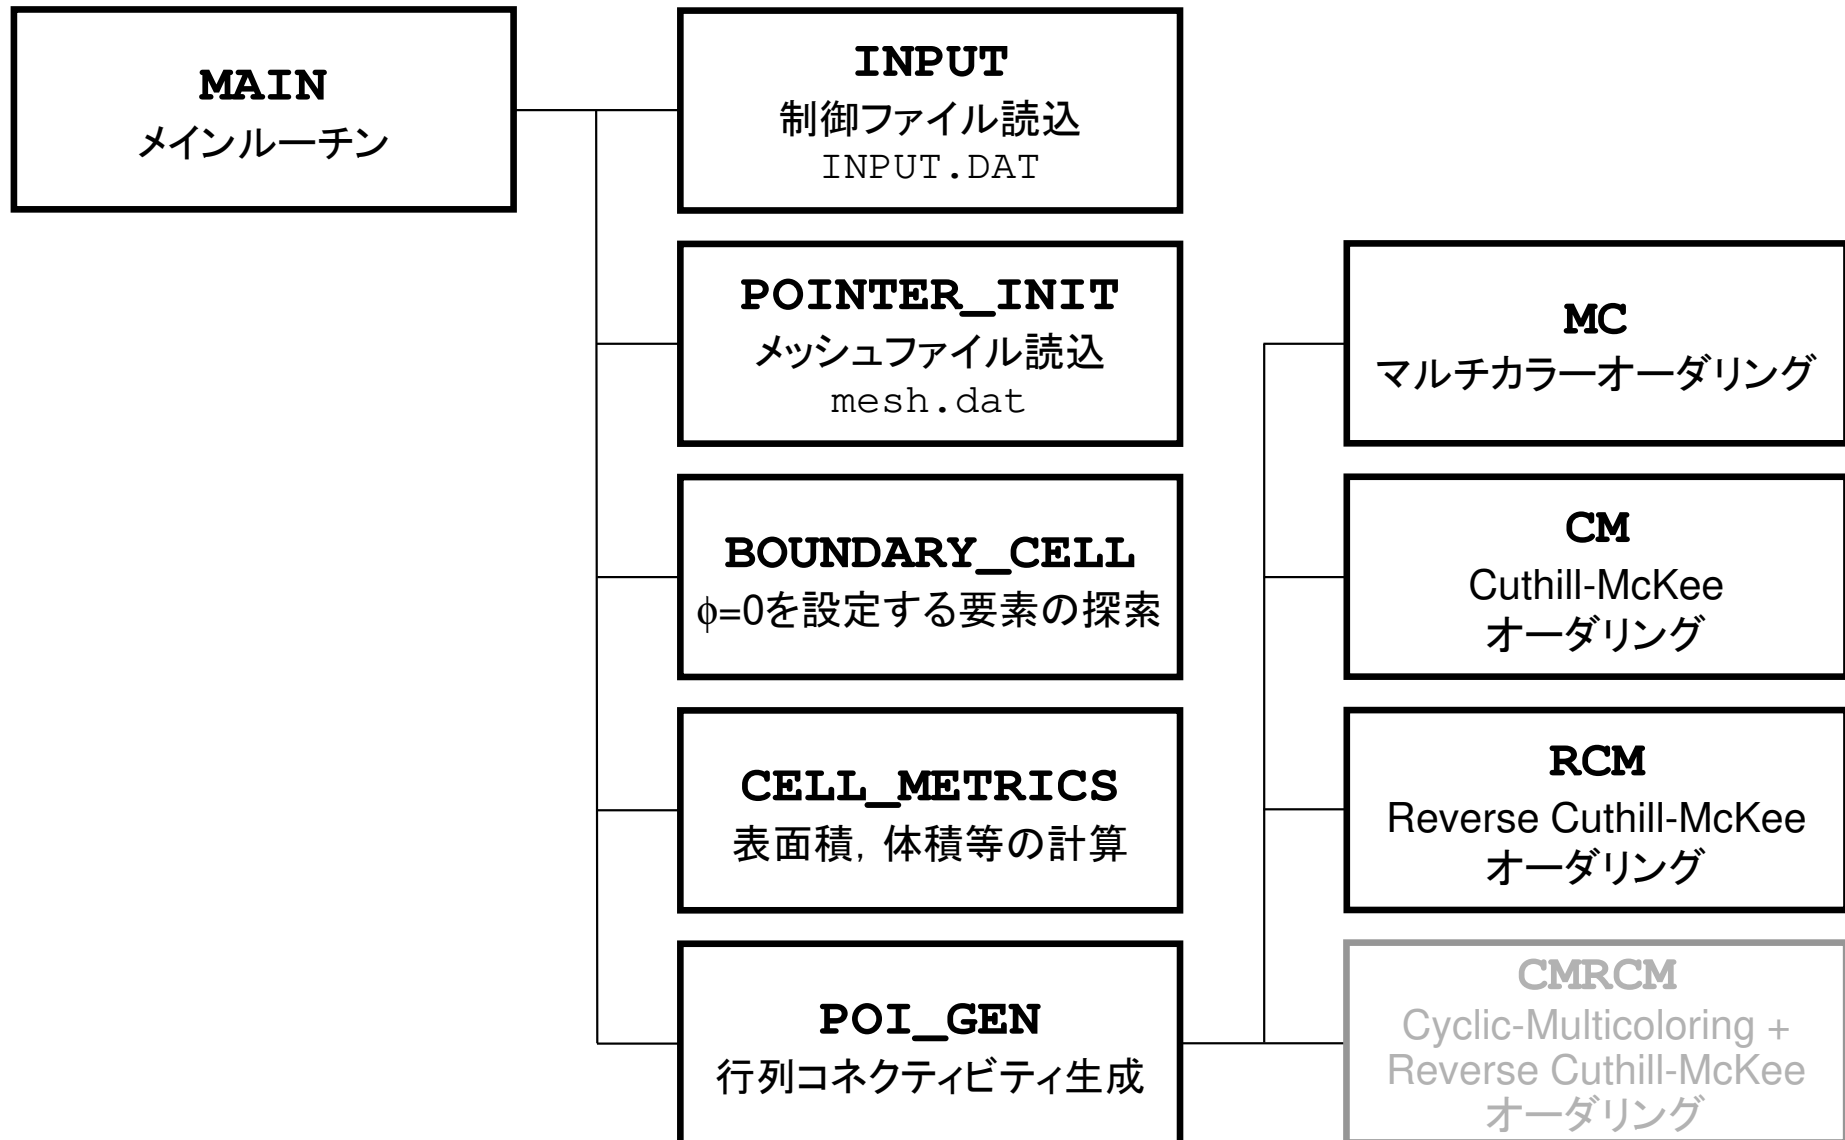 MAIN
メインルーチン
INPUT
制御ファイル読込
INPUT.DAT
POINTER_INIT
メッシュファイル読込
mesh.dat
BOUNDARY_CELL
φ=0を設定する要素の探索
CELL_METRICS
表面積，体積等の計算
POI_GEN
行列コネクティビティ生成
MC
マルチカラーオーダリング
CM
Cuthill-McKee
オーダリング
RCM
Reverse Cuthill-McKee
オーダリング
CMRCM
Cyclic-Multicoloring +
Reverse Cuthill-McKee
オーダリング